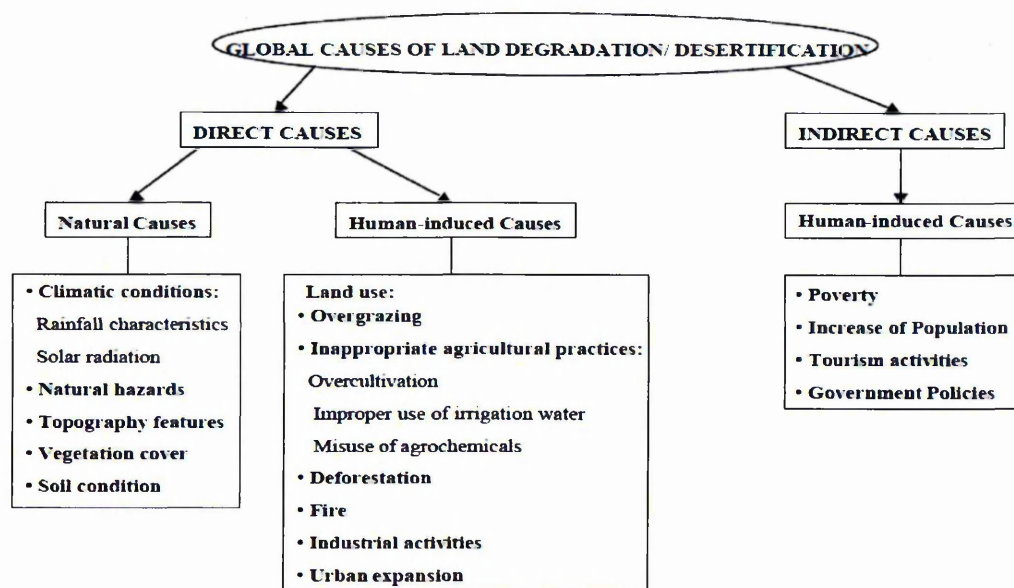 GLOBAL CAUSES OF LAND DEGRADATION/ DESERTIFICATION
DIRECT CAUSES
INDIRECT CAUSES
Natural Causes
Human-induced Causes
Human-induced Causes
• Climatic conditions:
Rainfall characteristics
Solar radiation
• Natural hazards
• Topography features
• Vegetation cover
• Soil condition
Land use:
• Overgrazing
• Inappropriate agricultural practices:
Overcultivation
Improper use of irrigation water
Misuse of agrochemicals
• Deforestation
• Fire
• Industrial activities
• Urban expansion
• Poverty
• Increase of Population
• Tourism activities
• Government Policies